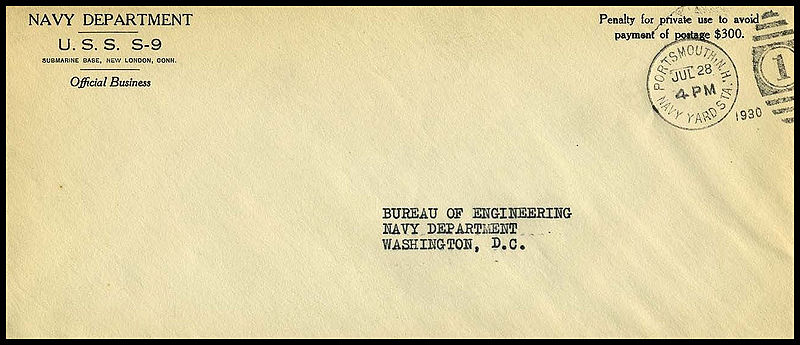 NAVY DEPARTMENT
U. S. S. S-9
SUBMARINE BASE, NEW LONDON, CONN.
Official Business
Penalty for private use to avoid
payment of postage $300.
PORTSMOUTH, N.H.
JUL 28
4 PM
NAVY YARD STA.
1930
1
BUREAU OF ENGINEERING
NAVY DEPARTMENT
WASHINGTON, D.C.